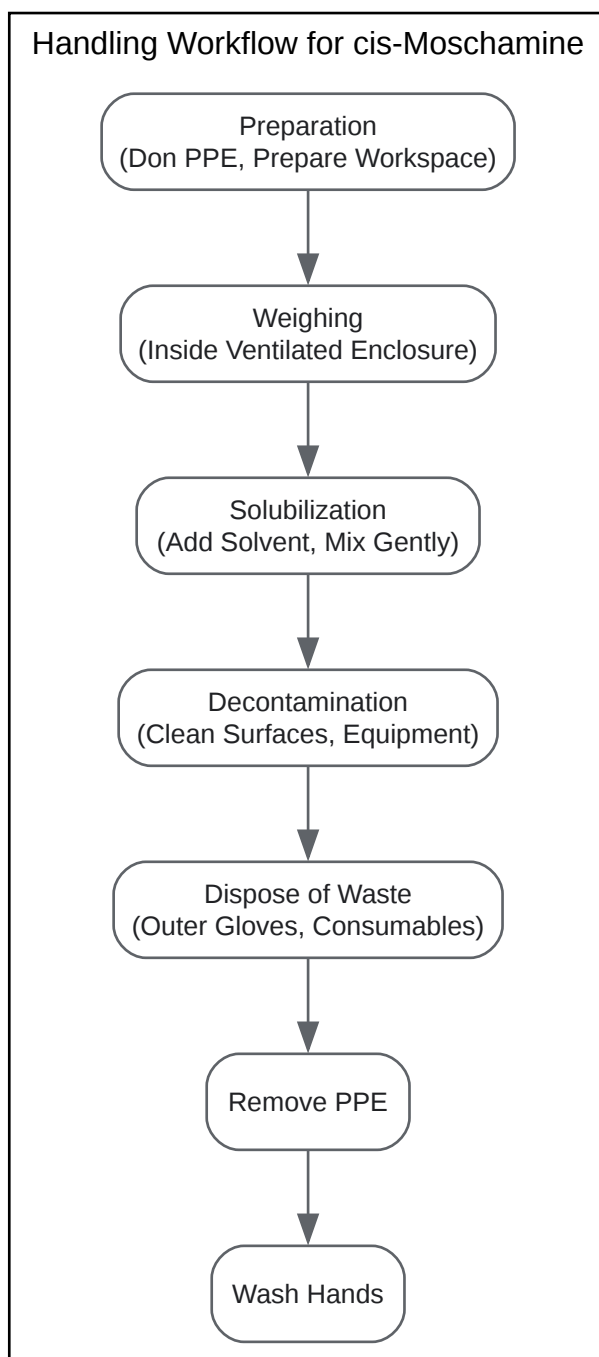 Handling Workflow for cis-Moschamine
Preparation
(Don PPE, Prepare Workspace)
Weighing
(Inside Ventilated Enclosure)
Solubilization
(Add Solvent, Mix Gently)
Decontamination
(Clean Surfaces, Equipment)
Dispose of Waste
(Outer Gloves, Consumables)
Remove PPE
Wash Hands